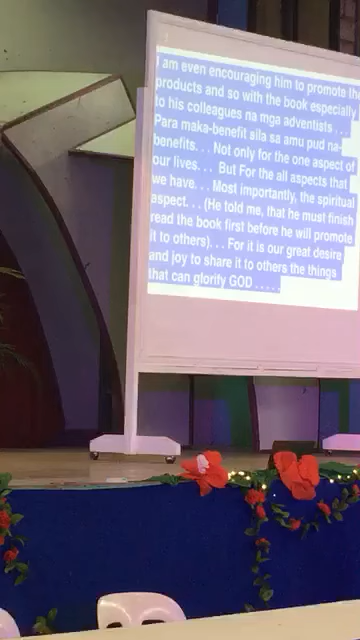 I am even encouraging him to promote the
products and so with the book especially
to his colleagues na mga adventists . . .
Para maka-benefit aila sa amu pud na-
benefits. . . Not only for the one aspect of
our lives. . . But For the all aspects that
we have. . . Most importantly, the spiritual
aspect. . . (He told me, that he must finish
read the book first before he will promote
it to others). . . For it is our great desire
and joy to share it to others the things
that can glorify GOD . . . . .